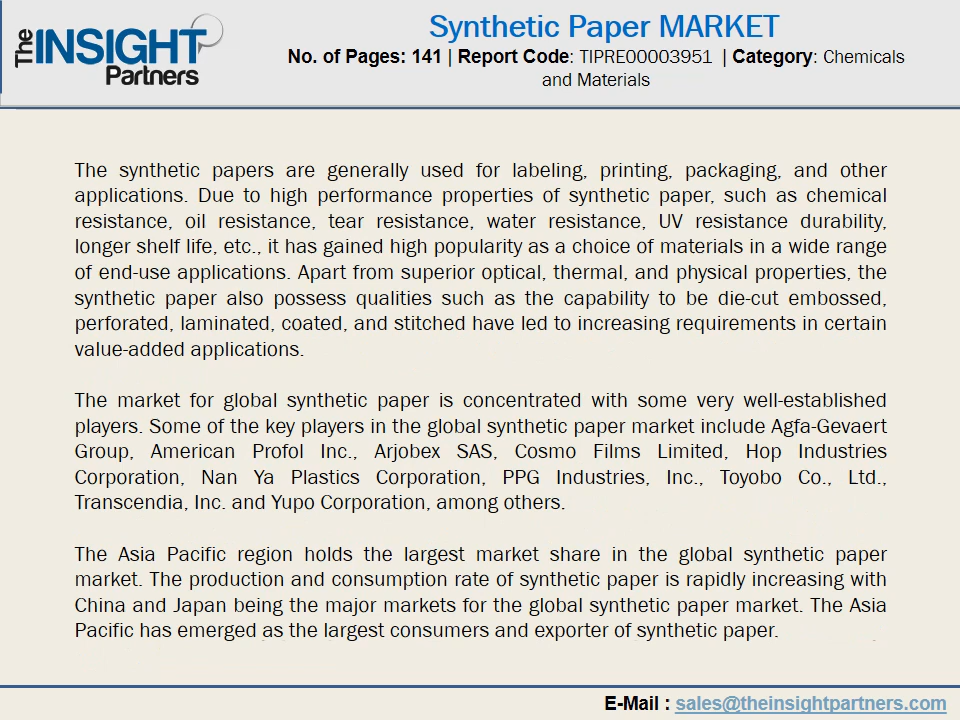 The
INSIGHT
Partners
Synthetic Paper MARKET
No. of Pages: 141 | Report Code: TIPRE00003951 | Category: Chemicals
and Materials
The synthetic papers are generally used for labeling, printing, packaging, and other
applications. Due to high performance properties of synthetic paper, such as chemical
resistance, oil resistance, tear resistance, water resistance, UV resistance durability,
longer shelf life, etc., it has gained high popularity as a choice of materials in a wide range
of end-use applications. Apart from superior optical, thermal, and physical properties, the
synthetic paper also possess qualities such as the capability to be die-cut embossed,
perforated, laminated, coated, and stitched have led to increasing requirements in certain
value-added applications.
The market for global synthetic paper is concentrated with some very well-established
players. Some of the key players in the global synthetic paper market include Agfa-Gevaert
Group, American Profol Inc., Arjobex SAS, Cosmo Films Limited, Hop Industries
Corporation, Nan Ya Plastics Corporation, PPG Industries, Inc., Toyobo Co., Ltd.,
Transcendia, Inc. and Yupo Corporation, among others.
The Asia Pacific region holds the largest market share in the global synthetic paper
market. The production and consumption rate of synthetic paper is rapidly increasing with
China and Japan being the major markets for the global synthetic paper market. The Asia
Pacific has emerged as the largest consumers and exporter of synthetic paper.
E-Mail : sales@theinsightpartners.com